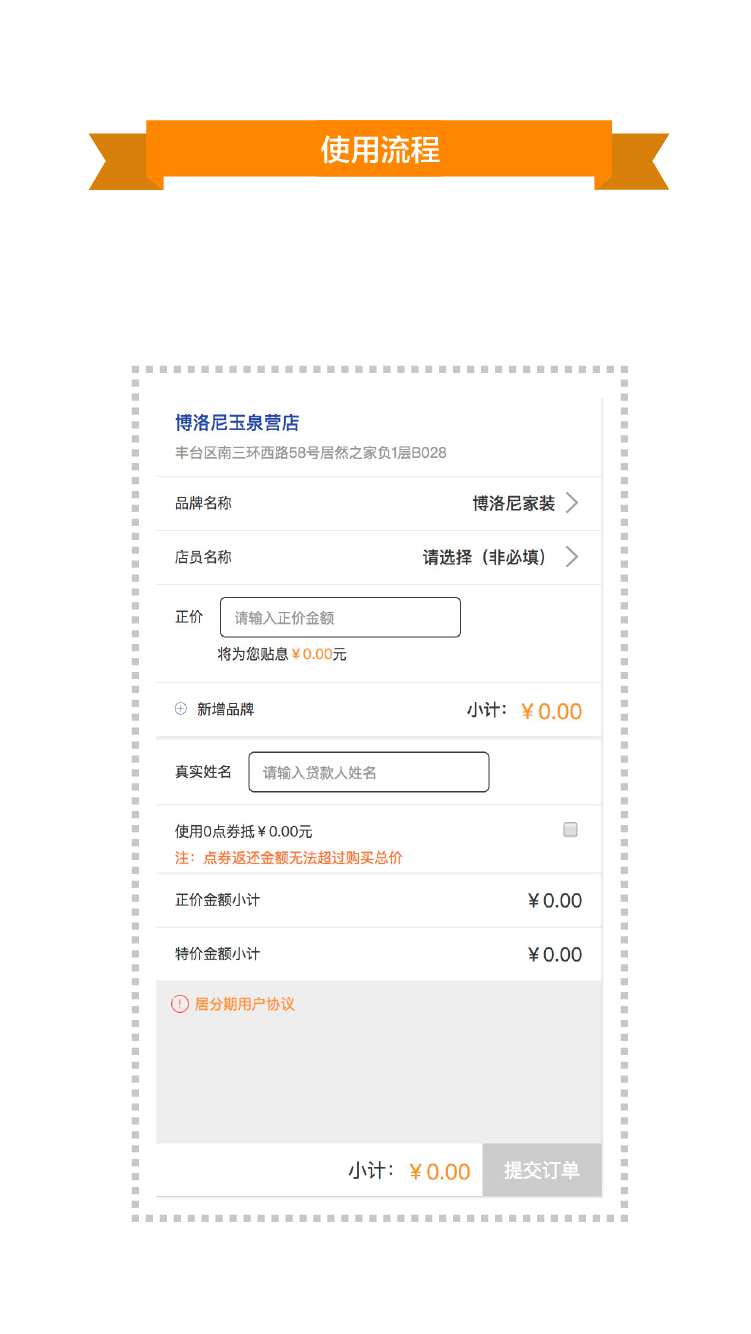 使用流程
博洛尼玉泉营店
丰台区南三环西路58号居然之家负1层B028
品牌名称 博洛尼家装
店员名称 请选择（非必填）
正价 请输入正价金额
将为您贴息￥0.00元
新增品牌 小计：￥0.00
真实姓名 请输入贷款人姓名
使用0点券抵￥0.00元
注：点券返还金额无法超过购买总价
正价金额小计 ￥0.00
特价金额小计 ￥0.00
居分期用户协议
小计：￥0.00 提交订单